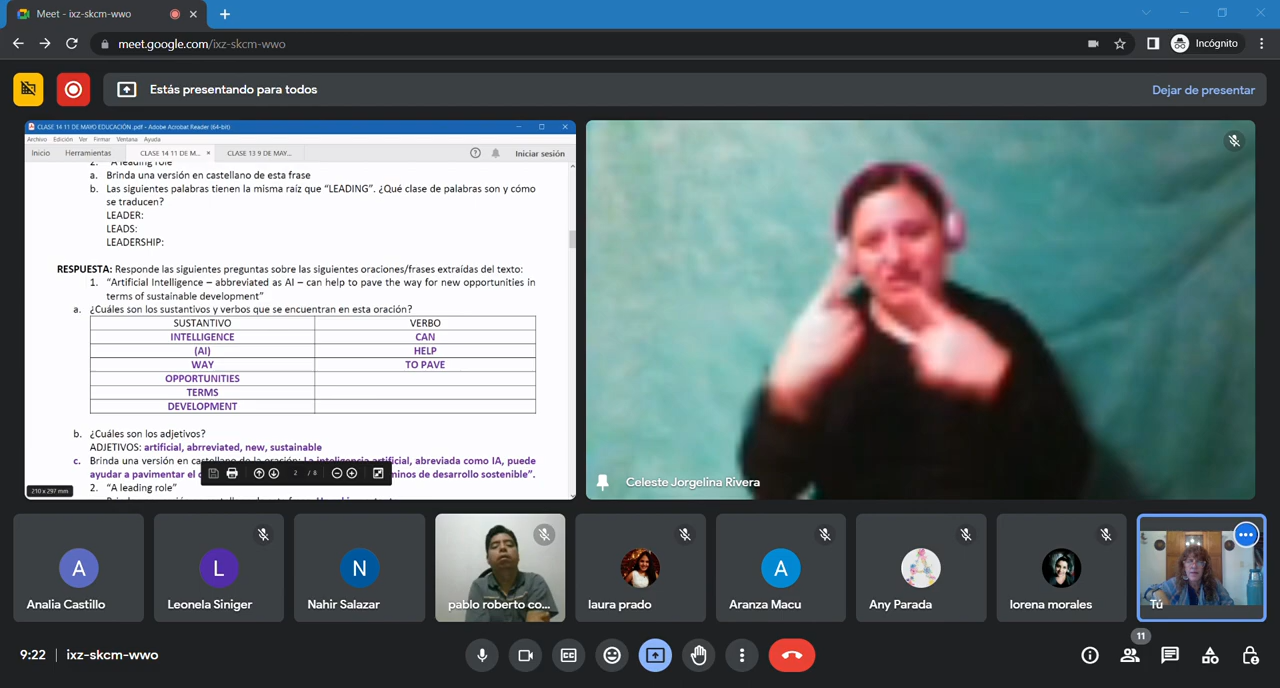 Meet - ixz-skcm-wwo
meet.google.com/ixz-skcm-wwo
Incógnito
Estás presentando para todos
Dejar de presentar
CLASE 14 11 DE MAYO EDUCACIÓN .pdf - Adobe Acrobat Reader (64-bit)
Archivo Edición Ver Firmar Ventana Ayuda
Inicio Herramientas CLASE 14 11 DE M... CLASE 13 9 DE MAY... Iniciar sesión
2. "A leading role"
a. Brinda una versión en castellano de esta frase
b. Las siguientes palabras tienen la misma raíz que "LEADING". ¿Qué clase de palabras son y cómo
se traducen?
LEADER:
LEADS:
LEADERSHIP:
RESPUESTA: Responde las siguientes preguntas sobre las siguientes oraciones/frases extraídas del texto:
1. "Artificial Intelligence – abbreviated as AI – can help to pave the way for new opportunities in
terms of sustainable development"
a. ¿Cuáles son los sustantivos y verbos que se encuentran en esta oración?
SUSTANTIVO VERBO
INTELLIGENCE CAN
(AI) HELP
WAY TO PAVE
OPPORTUNITIES
TERMS
DEVELOPMENT
b. ¿Cuáles son los adjetivos?
ADJETIVOS: artificial, abrreviated, new, sustainable
c. Brinda una versión en castellano de la oración: La inteligencia artificial, abreviada como IA, puede
ayudar a pavimentar el minos de desarrollo sostenible".
2 / 8
2. "A leading role"
210 x 297 mm
Celeste Jorgelina Rivera
A
Analia Castillo
L
Leonela Siniger
N
Nahir Salazar
pablo roberto co...
laura prado
A
Aranza Macu
Any Parada
lorena morales
Tú
9:22 ixz-skcm-wwo
11